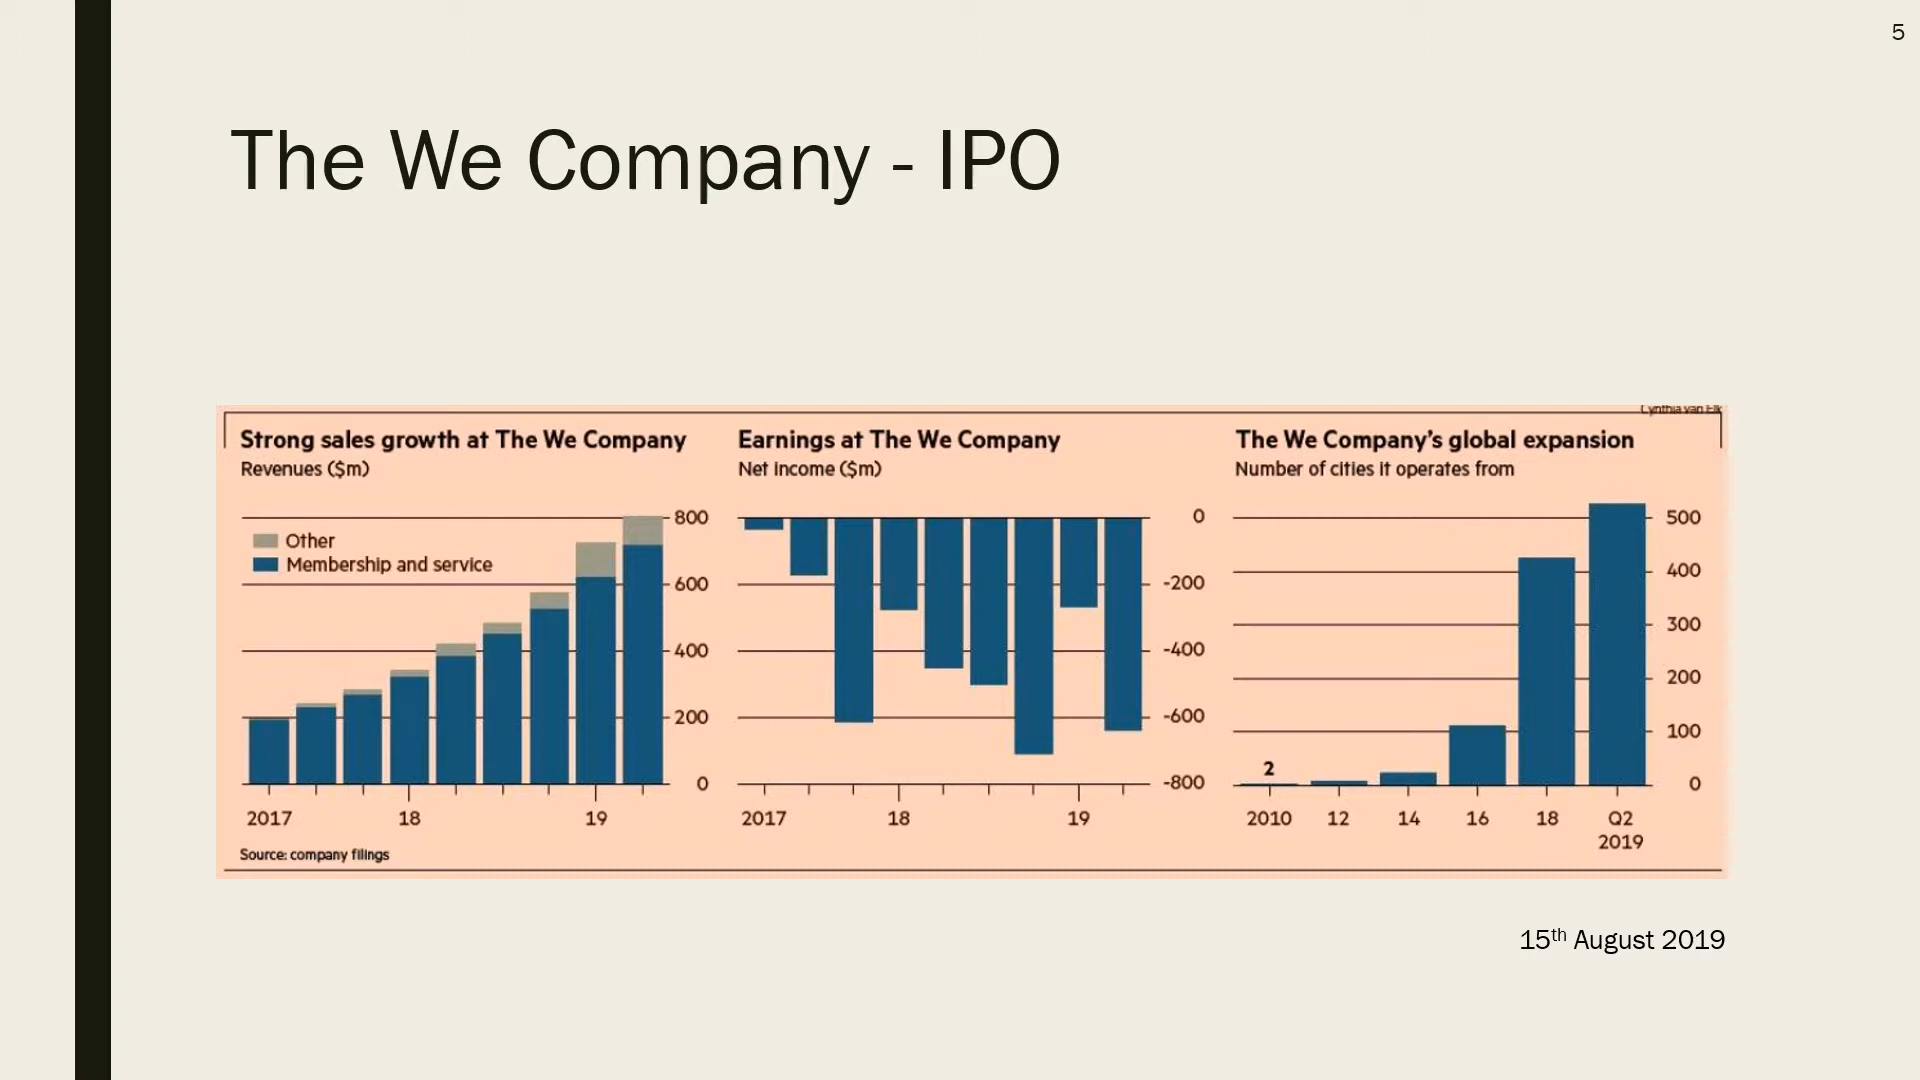 5
The We Company - IPO
Cynthia van Elk
Strong sales growth at The We Company
Revenues ($m)
Other
Membership and service
800
600
400
200
0
2017 18 19
Source: company filings
Earnings at The We Company
Net income ($m)
0
-200
-400
-600
-800
2017 18 19
The We Company’s global expansion
Number of cities it operates from
500
400
300
200
100
0
2
2010 12 14 16 18 Q2
2019
15th August 2019